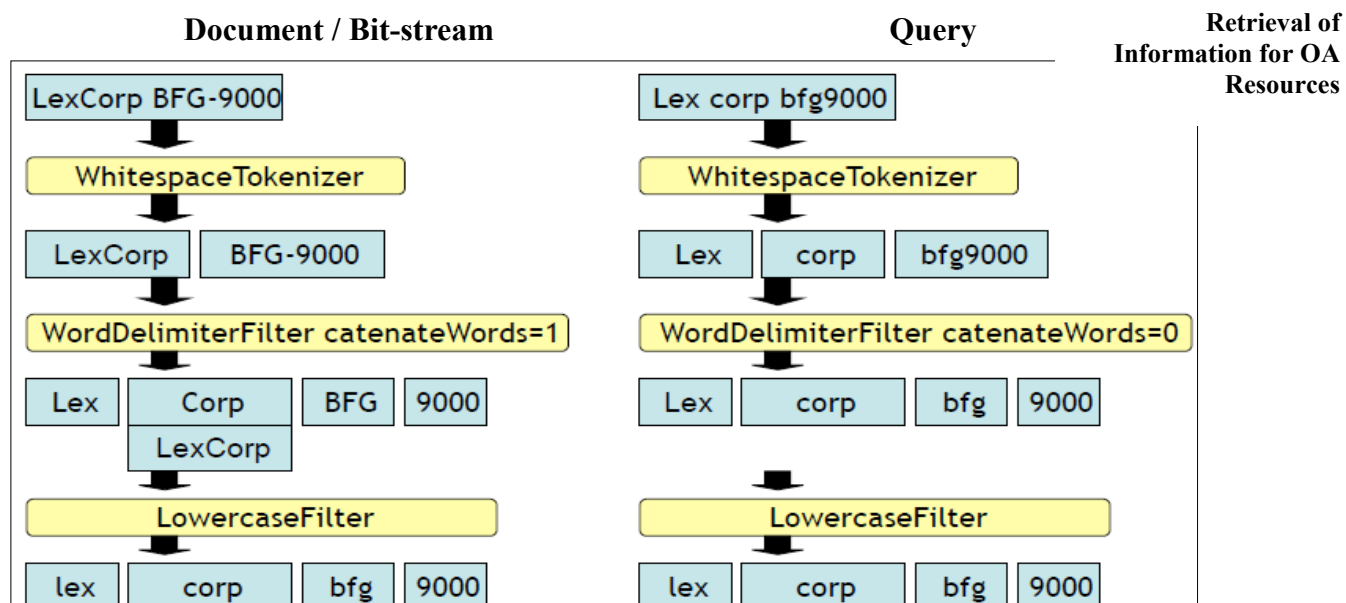 Document / Bit-stream
Query
Retrieval of
Information for OA
Resources
LexCorp BFG-9000
Lex corp bfg9000
WhitespaceTokenizer
WhitespaceTokenizer
LexCorp BFG-9000
Lex corp bfg9000
WordDelimiterFilter catenateWords=1
WordDelimiterFilter catenateWords=0
Lex Corp BFG 9000
Lex corp bfg 9000
LexCorp
LowercaseFilter
LowercaseFilter
lex corp bfg 9000
lex corp bfg 9000